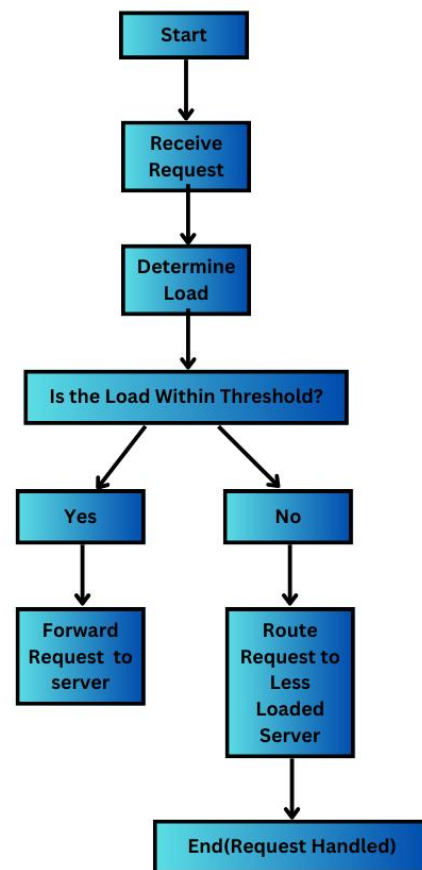 Start
Receive
Request
Determine
Load
Is the Load Within Threshold?
Yes
No
Forward
Request to
server
Route
Request to
Less
Loaded
Server
End(Request Handled)